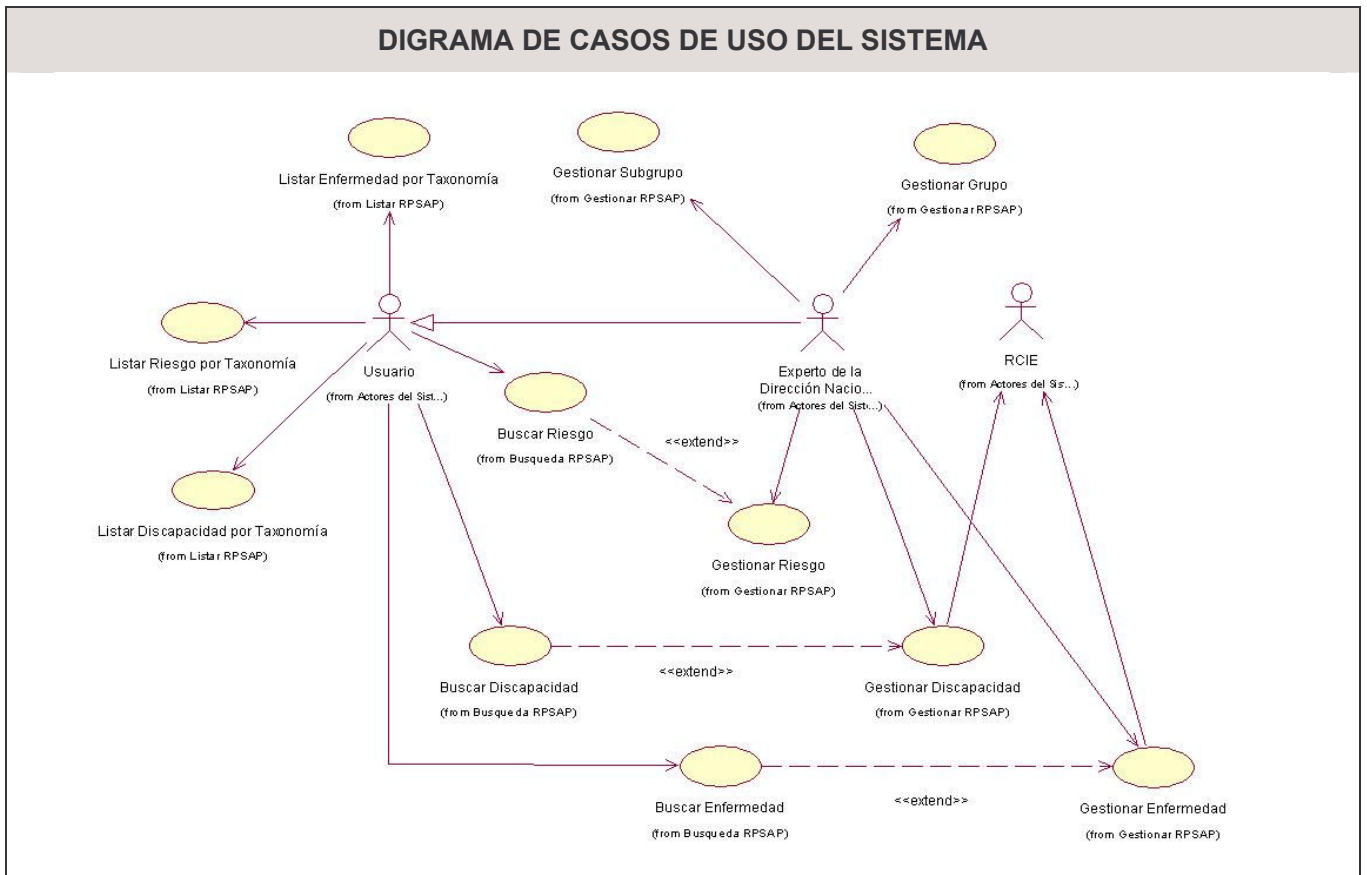 DIGRAMA DE CASOS DE USO DEL SISTEMA
Listar Enfermedad por Taxonomía
(from Listar RPSAP)
Gestionar Subgrupo
(from Gestionar RPSAP)
Gestionar Grupo
(from Gestionar RPSAP)
Listar Riesgo por Taxonomía
(from Listar RPSAP)
Usuario
(from Actores del Sist...)
Experto de la
Dirección Nacio...
(from Actores del Sist...)
RCIE
(from Actores del Sis...)
Buscar Riesgo
(from Busqueda RPSAP)
<<extend>>
Listar Discapacidad por Taxonomía
(from Listar RPSAP)
Gestionar Riesgo
(from Gestionar RPSAP)
Buscar Discapacidad
(from Busqueda RPSAP)
<<extend>>
Gestionar Discapacidad
(from Gestionar RPSAP)
Buscar Enfermedad
(from Busqueda RPSAP)
<<extend>>
Gestionar Enfermedad
(from Gestionar RPSAP)